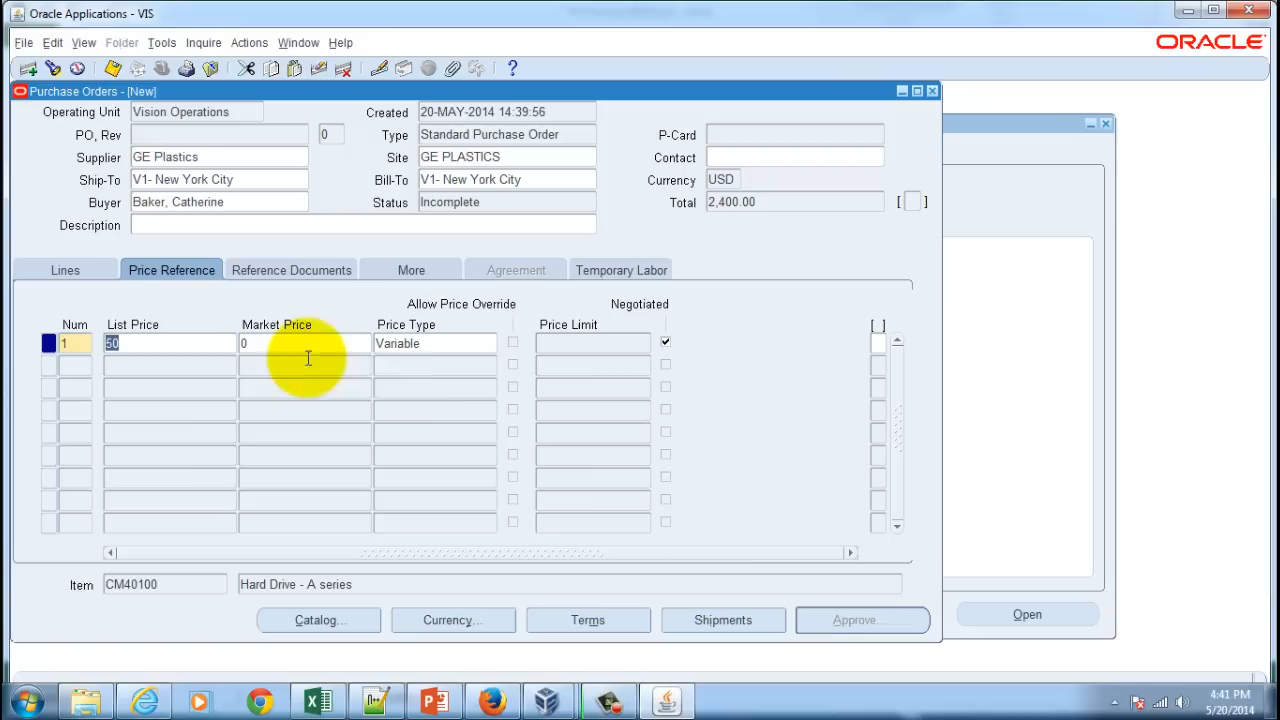 Oracle Applications - VIS
File Edit View Folder Tools Inquire Actions Window Help
ORACLE
Purchase Orders - [New]
Operating Unit Vision Operations Created 20-MAY-2014 14:39:56
PO, Rev 0 Type Standard Purchase Order P-Card
Supplier GE Plastics Site GE PLASTICS Contact
Ship-To V1- New York City Bill-To V1- New York City Currency USD
Buyer Baker, Catherine Status Incomplete Total 2,400.00 [ ]
Description
Lines Price Reference Reference Documents More Agreement Temporary Labor
Allow Price Override Negotiated
Num List Price Market Price Price Type Price Limit [ ]
1 50 0 Variable
Item CM40100 Hard Drive - A series
Catalog... Currency... Terms Shipments Approve... Open
4:41 PM
5/20/2014